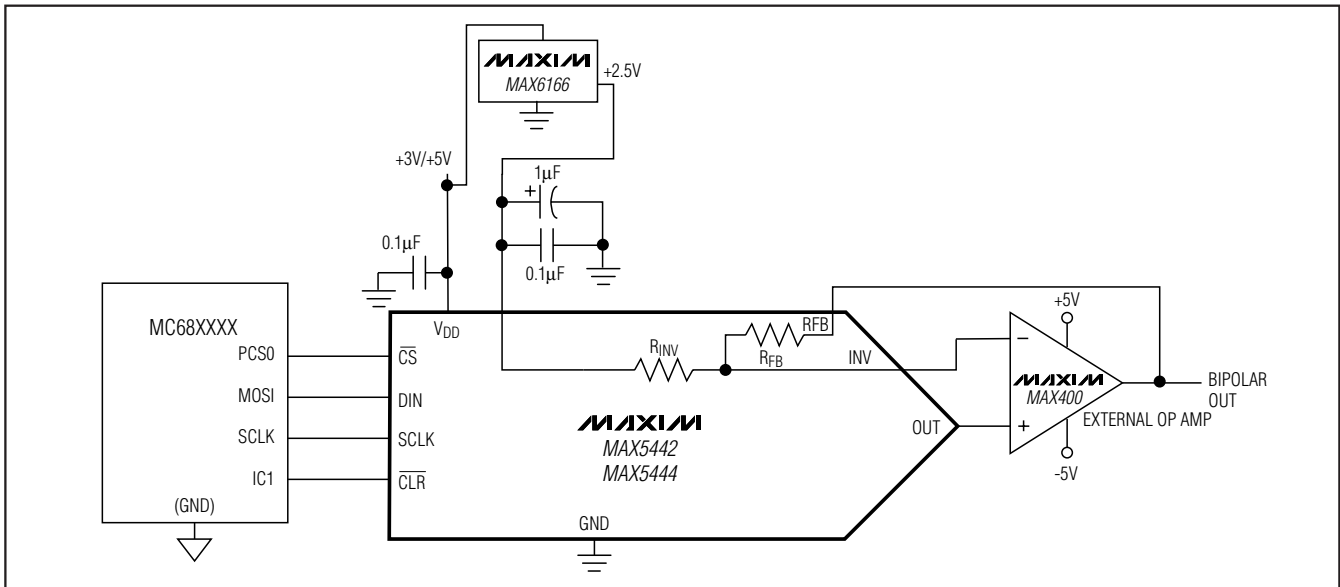 MAXIM
MAX6166
+2.5V
+3V/+5V
1µF
+
0.1µF
0.1µF
MC68XXXX
PCS0
MOSI
SCLK
IC1
(GND)
VDD
CS
DIN
SCLK
CLR
RINV
RFB
RFB
INV
MAXIM
MAX5442
MAX5444
OUT
GND
+5V
−
MAXIM
MAX400
EXTERNAL OP AMP
+
-5V
BIPOLAR
OUT